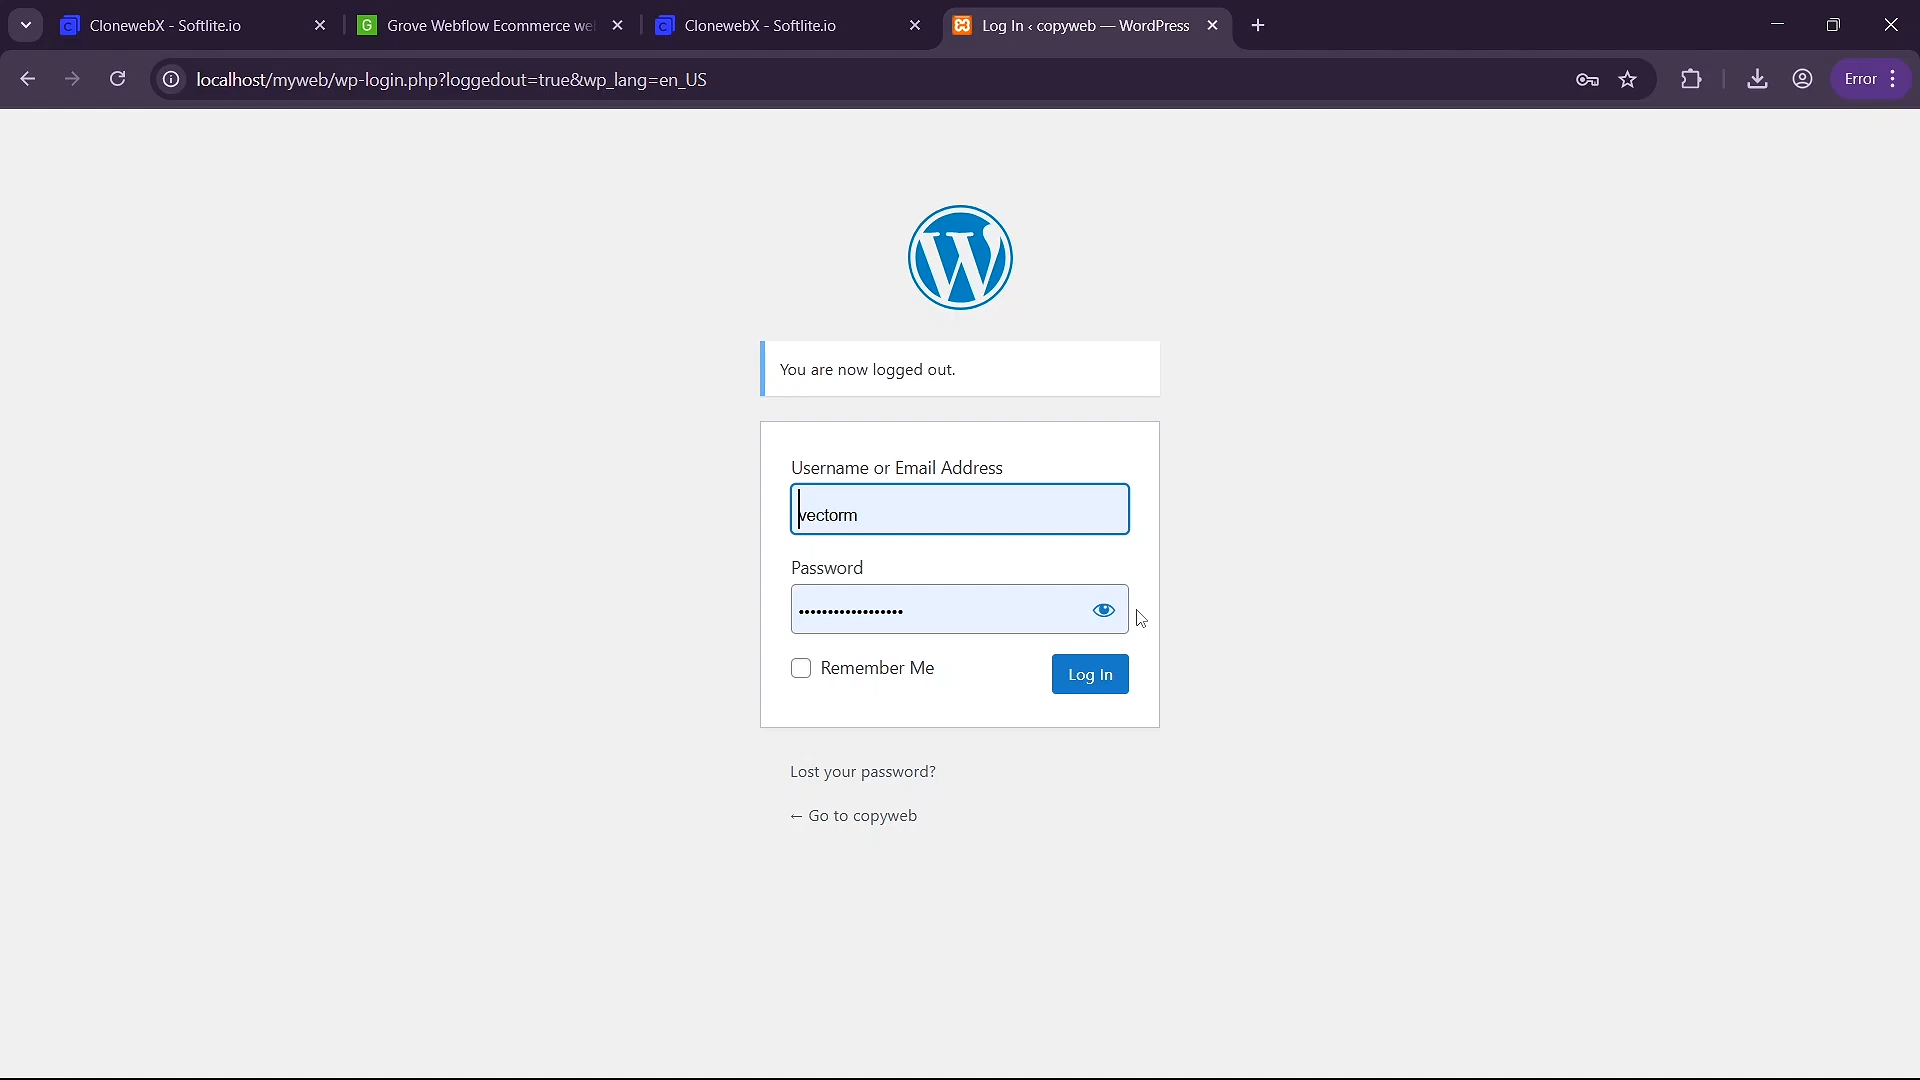 ClonewebX - Softlite.io
Grove Webflow Ecommerce we
ClonewebX - Softlite.io
Log In ‹ copyweb — WordPress
localhost/myweb/wp-login.php?loggedout=true&wp_lang=en_US
Error
You are now logged out.
Username or Email Address
vectorm
Password
Remember Me
Log In
Lost your password?
← Go to copyweb